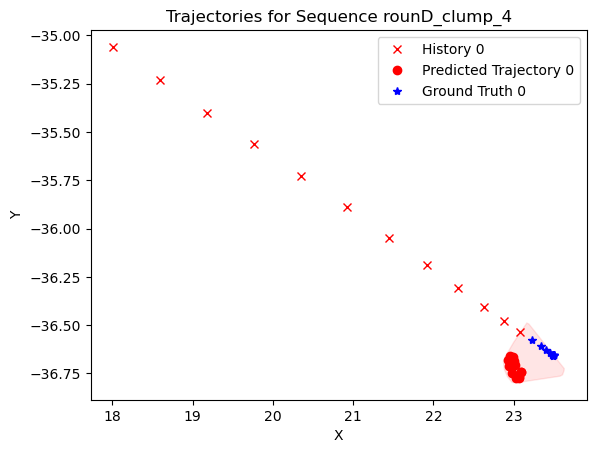 Trajectories for Sequence rounD_clump_4
−35.00
−35.25
−35.50
−35.75
−36.00
−36.25
−36.50
−36.75
Y
History 0
Predicted Trajectory 0
Ground Truth 0
18 19 20 21 22 23
X